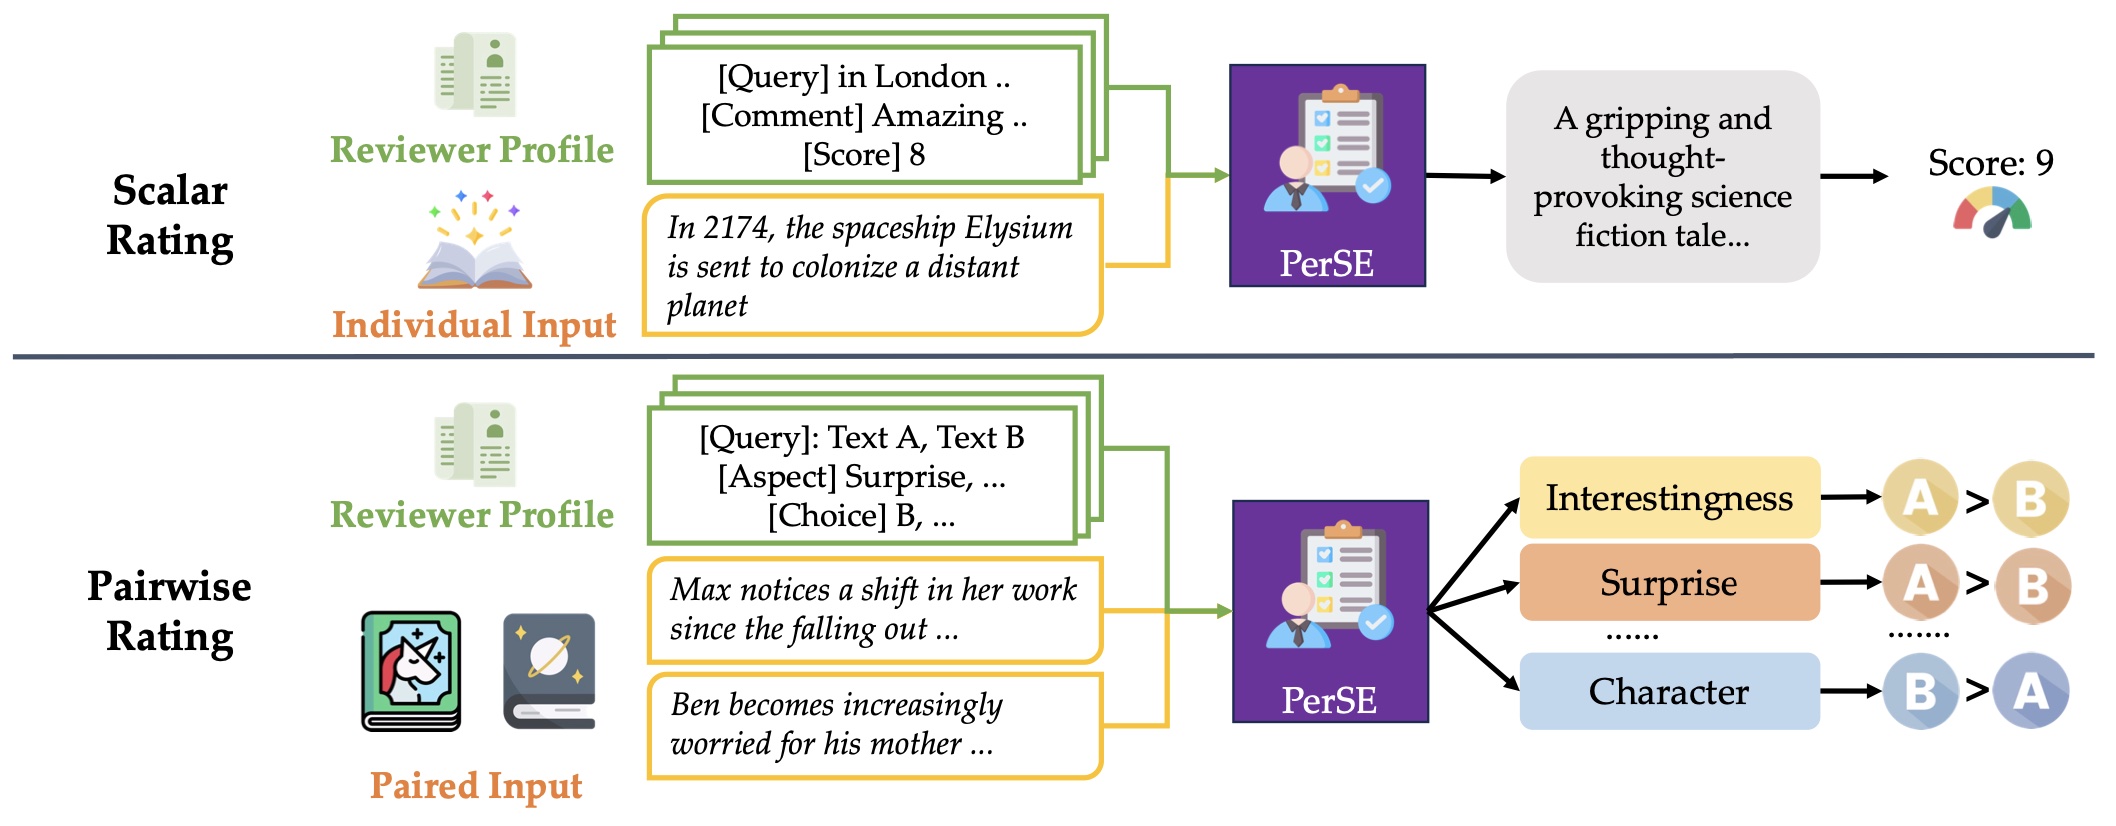 Scalar
Rating
Reviewer Profile
Individual Input
[Query] in London ..
[Comment] Amazing ..
[Score] 8
In 2174, the spaceship Elysium
is sent to colonize a distant
planet
PerSE
A gripping and
thought-
provoking science
fiction tale...
Score: 9
Pairwise
Rating
Reviewer Profile
Paired Input
[Query]: Text A, Text B
[Aspect] Surprise, ...
[Choice] B, ...
Max notices a shift in her work
since the falling out ...
Ben becomes increasingly
worried for his mother ...
PerSE
Interestingness
A > B
Surprise
A > B
...... .......
Character
B > A